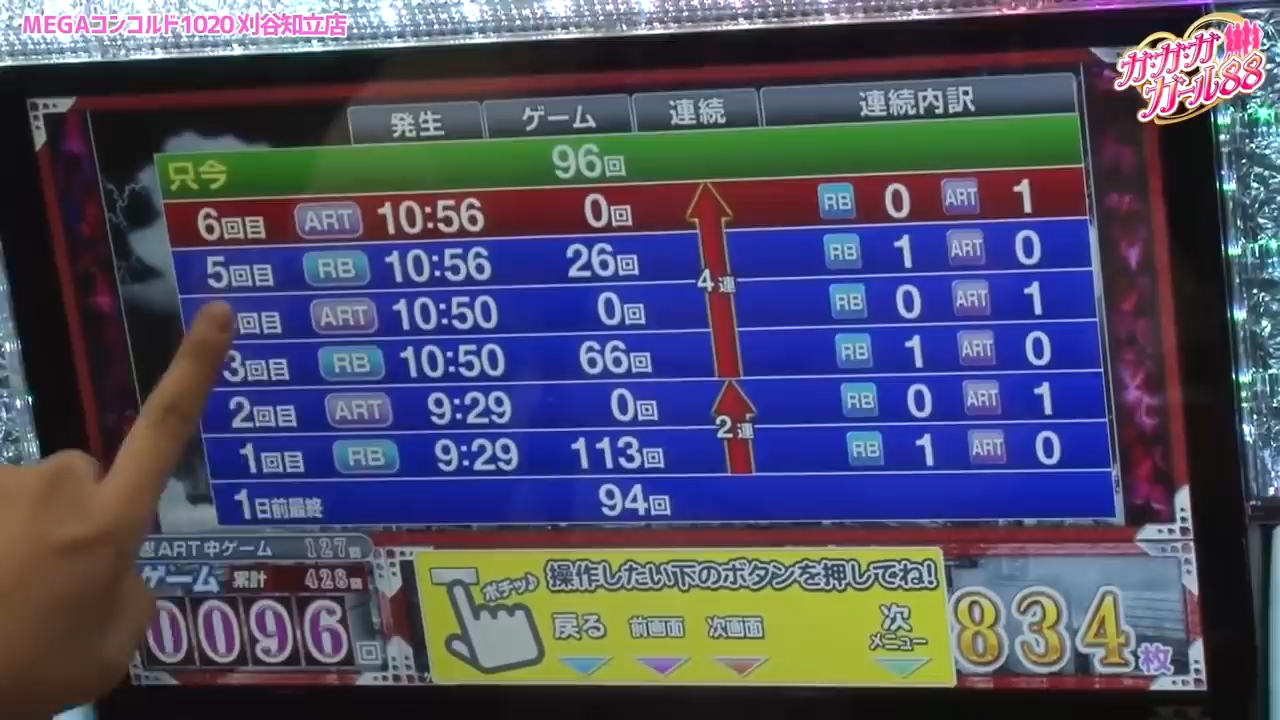 MEGAコンコルド1020刈谷知立店
ガガガガール88
発生 ゲーム 連続 連続内訳
只今 96回
6回目 ART 10:56 0回 RB 0 ART 1
5回目 RB 10:56 26回 RB 1 ART 0
4連
回目 ART 10:50 0回 RB 0 ART 1
3回目 RB 10:50 66回 RB 1 ART 0
2回目 ART 9:29 0回 RB 0 ART 1
2連
1回目 RB 9:29 113回 RB 1 ART 0
1日前最終 94回
ART中ゲーム 127回
ゲーム 累計 428回
0096回
ポチッ♪ 操作したい下のボタンを押してね!
戻る 前画面 次画面 次メニュー
834枚